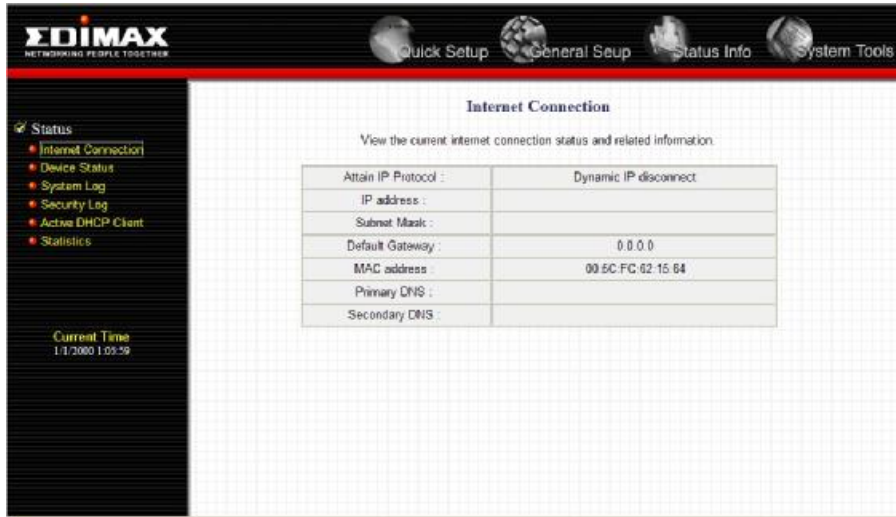 EDIMAX
NETWORKING PEOPLE TOGETHER
Quick Setup
General Seup
Status Info
System Tools
Status
Internet Connection
Device Status
System Log
Security Log
Active DHCP Client
Statistics
Current Time
1/1/2000 1:05:59
Internet Connection
View the current internet connection status and related information.
Attain IP Protocol : Dynamic IP disconnect
IP address :
Subnet Mask :
Default Gateway : 0.0.0.0
MAC address : 00:5C:FC:62:15:64
Primary DNS :
Secondary DNS :